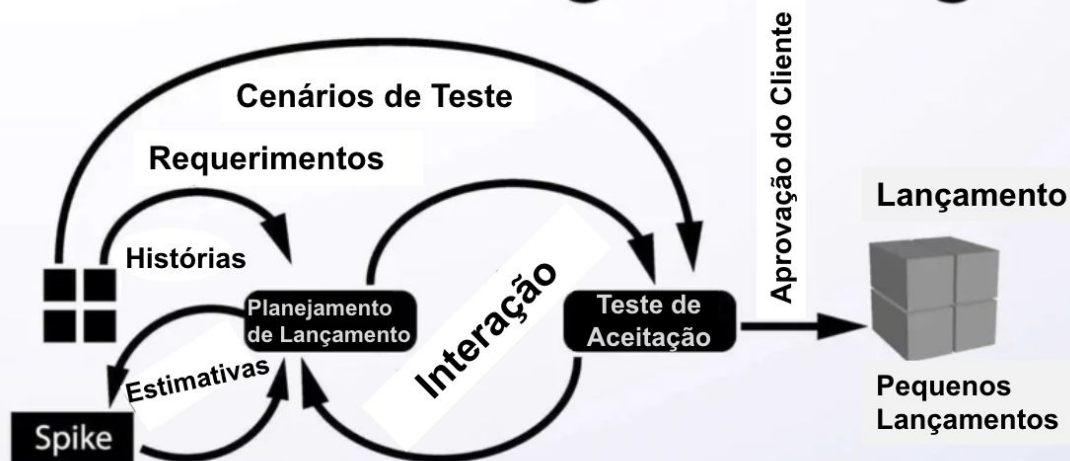 Cenários de Teste
Requerimentos
Histórias
Planejamento
de Lançamento
Estimativas
Spike
Interação
Teste de
Aceitação
Aprovação do Cliente
Lançamento
Pequenos
Lançamentos